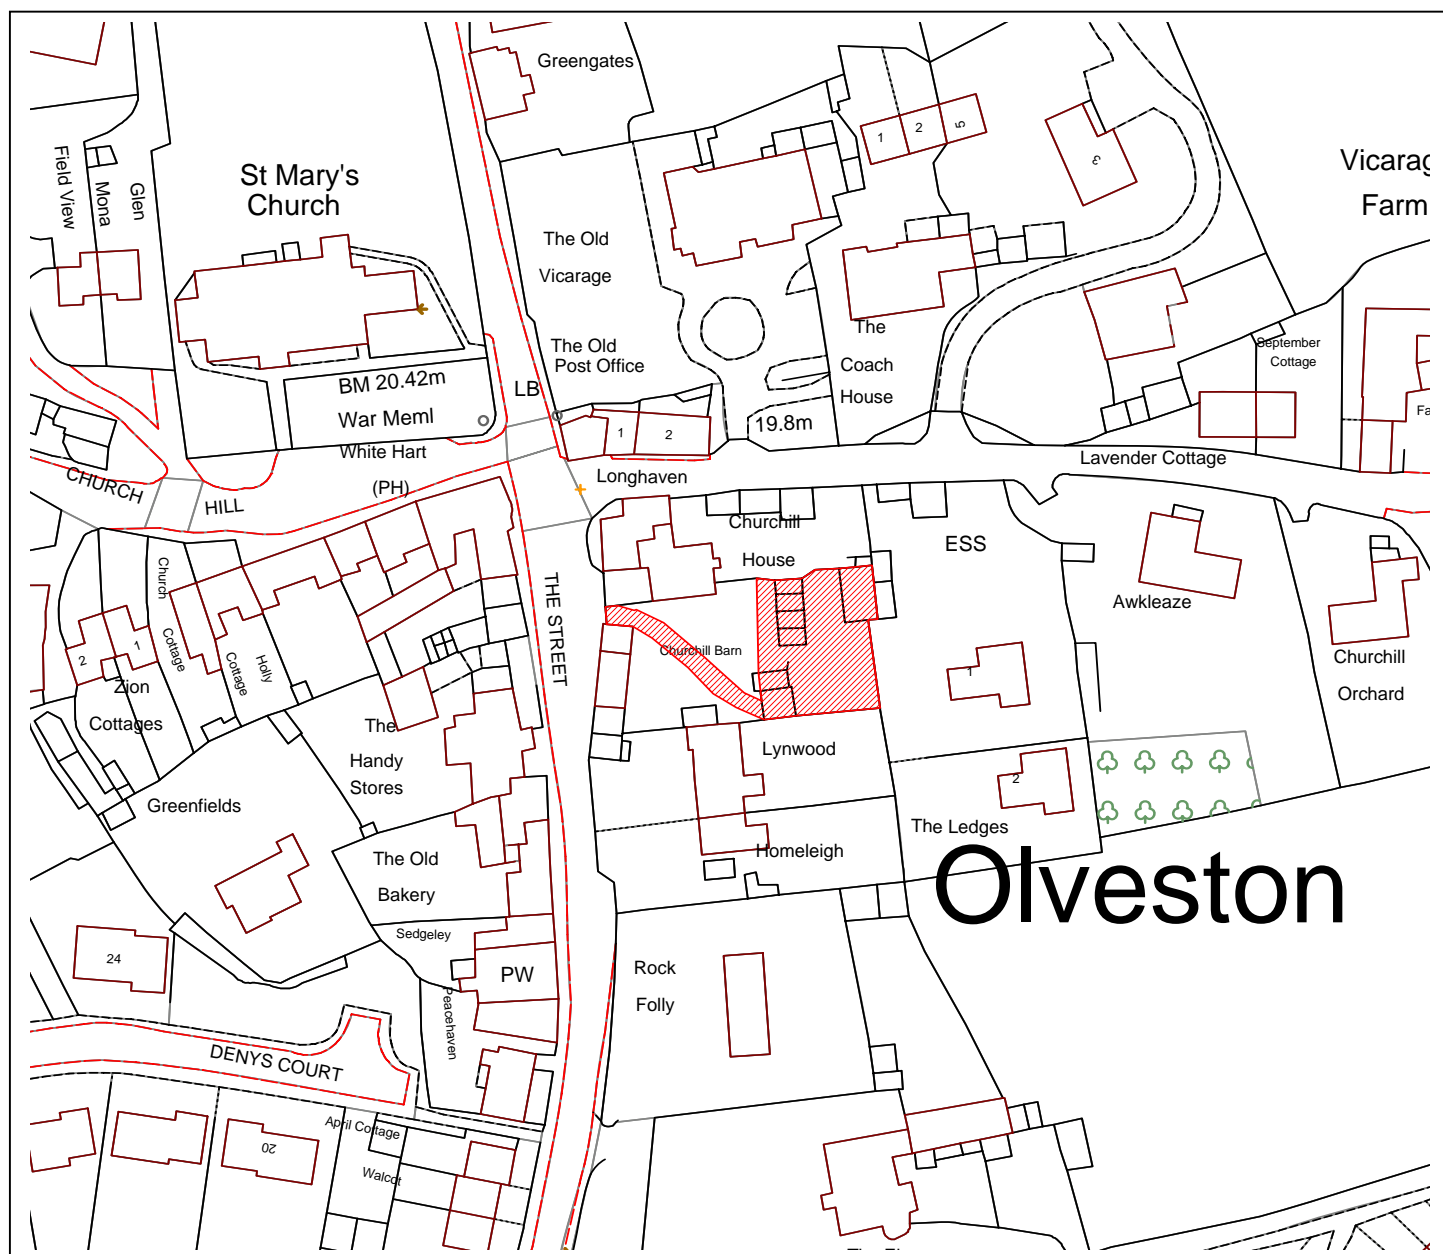 Greengates
1
2
5
3
Vicarag
Farm
Field View
Mona
Glen
St Mary's
Church
The Old
Vicarage
The
Coach
House
September
Cottage
The Old
Post Office
LB
BM 20.42m
War Meml
White Hart
(PH)
1
2
19.8m
Fa
Lavender Cottage
Longhaven
CHURCH
HILL
Churchill
House
ESS
Awkleaze
Churchill
Orchard
THE STREET
Church
Cottage
Holly
Cottage
2
1
Zion
Cottages
Churchill Barn
1
Lynwood
The
Handy
Stores
Greenfields
2
The Ledges
Homeleigh
Olveston
The Old
Bakery
Sedgeley
PW
Peacehaven
24
Rock
Folly
DENYS COURT
April Cottage
Walcot
20